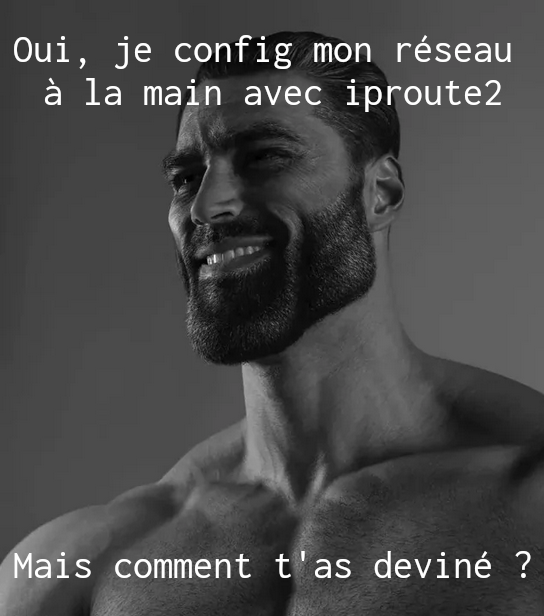 Oui, je config mon réseau
à la main avec iproute2
Mais comment t'as deviné ?